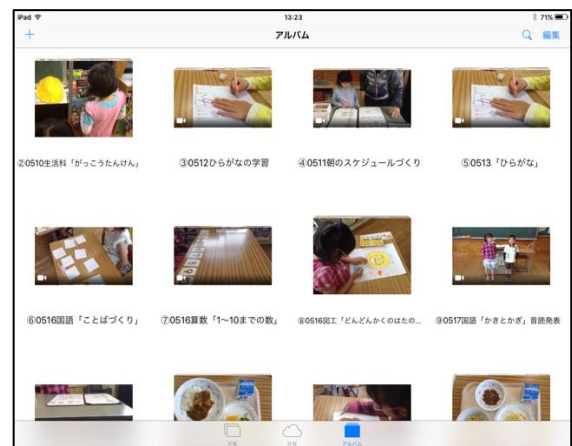 iPad 13:23 71%
アルバム 編集
②0510生活科「がっこうたんけん」
③0512ひらがなの学習
④0511朝のスケジュールづくり
⑤0513「ひらがな」
⑥0516国語「ことばづくり」
⑦0516算数「1〜10までの数」
⑧0516図工「どんどんかくのはたの...
⑨0517国語「かきとかぎ」音読発表
写真 共有 アルバム